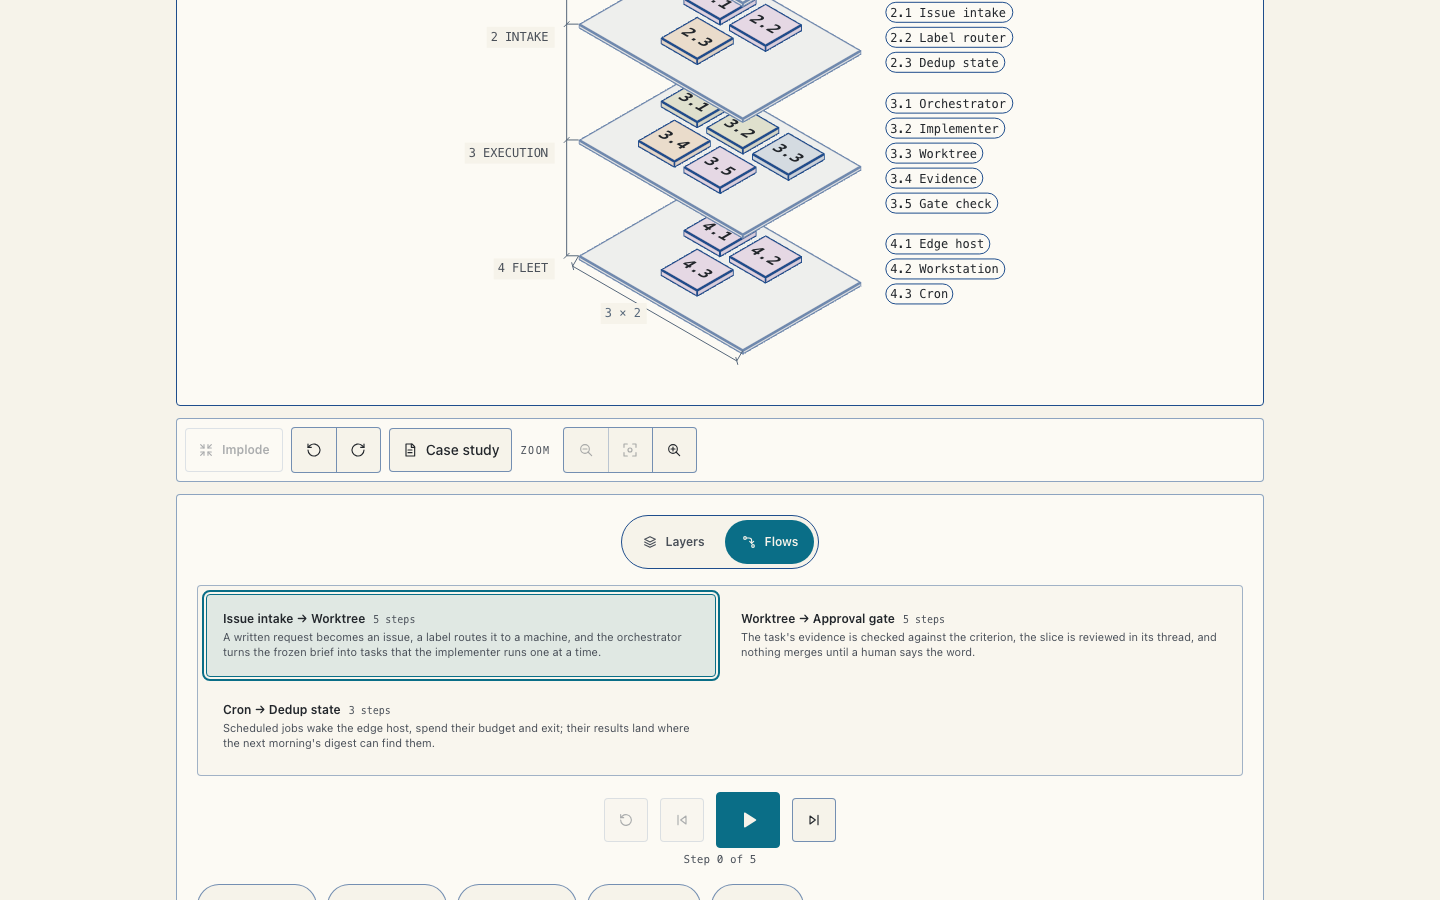 .1
2.2
2.3
2 INTAKE
2.1 Issue intake
2.2 Label router
2.3 Dedup state
3.1
3.2
3.3
3.4
3.5
3 EXECUTION
3.1 Orchestrator
3.2 Implementer
3.3 Worktree
3.4 Evidence
3.5 Gate check
4.1
4.2
4.3
4 FLEET
4.1 Edge host
4.2 Workstation
4.3 Cron
3 × 2
Implode
Case study
ZOOM
Layers
Flows
Issue intake → Worktree 5 steps
A written request becomes an issue, a label routes it to a machine, and the orchestrator
turns the frozen brief into tasks that the implementer runs one at a time.
Worktree → Approval gate 5 steps
The task's evidence is checked against the criterion, the slice is reviewed in its thread, and
nothing merges until a human says the word.
Cron → Dedup state 3 steps
Scheduled jobs wake the edge host, spend their budget and exit; their results land where
the next morning's digest can find them.
Step 0 of 5